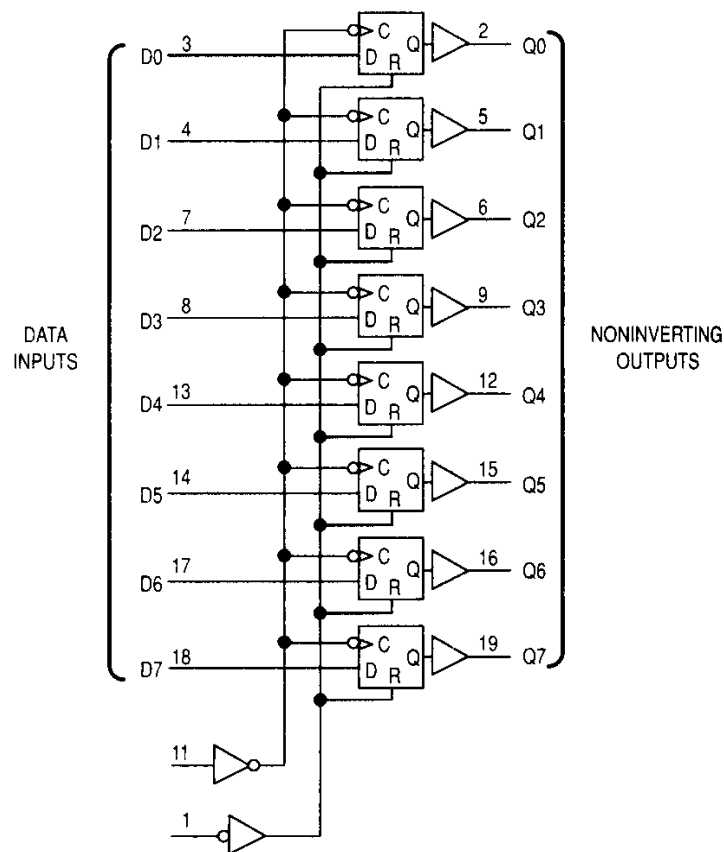 C Q 2 Q0
D0 3 D R
C Q 5 Q1
D1 4 D R
C Q 6 Q2
D2 7 D R
C Q 9 Q3
D3 8 D R
DATA INPUTS
NONINVERTING OUTPUTS
C Q 12 Q4
D4 13 D R
C Q 15 Q5
D5 14 D R
C Q 16 Q6
D6 17 D R
C Q 19 Q7
D7 18 D R
11
1